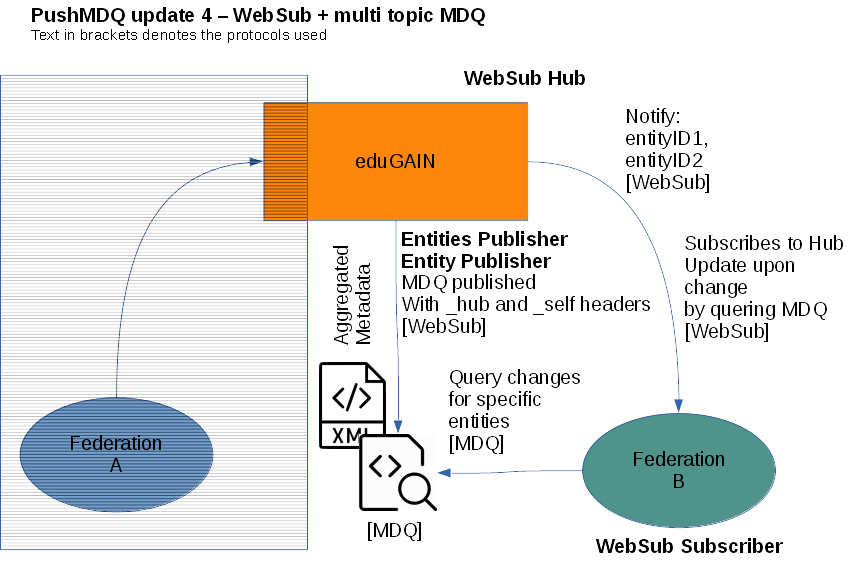 PushMDQ update 4 – WebSub + multi topic MDQ
Text in brackets denotes the protocols used
WebSub Hub
eduGAIN
Notify:
entityID1,
entityID2
[WebSub]
Entities Publisher
Entity Publisher
MDQ published
With _hub and _self headers
[WebSub]
Aggregated
Metadata
Subscribes to Hub
Update upon
change
by quering MDQ
[WebSub]
Query changes
for specific
entities
[MDQ]
</>
XML
<>
[MDQ]
Federation
A
Federation
B
WebSub Subscriber